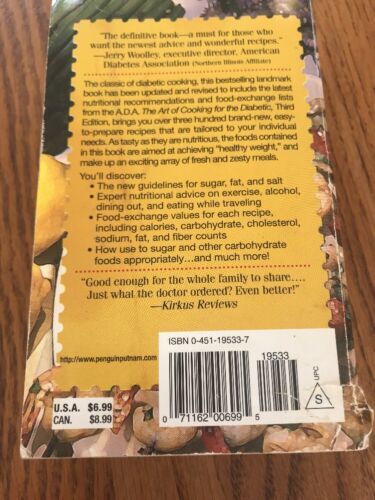 "The definitive book—a must for those who
want the newest advice and wonderful recipes."
—Jerry Woolley, executive director, American
Diabetes Association (Northern Illinois Affiliate)
The classic of diabetic cooking, this bestselling landmark
book has been updated and revised to include the latest
nutritional recommendations and food-exchange lists
from the A.D.A. The Art of Cooking for the Diabetic, Third
Edition, brings you over three hundred brand-new, easy-
to-prepare recipes that are tailored to your individual
needs. As tasty as they are nutritious, the foods contained
in this book are aimed at achieving "healthy weight," and
make up an exciting array of fresh and zesty meals.
You'll discover:
• The new guidelines for sugar, fat, and salt
• Expert nutritional advice on exercise, alcohol,
dining out, and eating while traveling
• Food-exchange values for each recipe,
including calories, carbohydrate, cholesterol,
sodium, fat, and fiber counts
• How to use sugar and other carbohydrate
foods appropriately...and much more!
"Good enough for the whole family to share....
Just what the doctor ordered? Even better!"
—Kirkus Reviews
ISBN 0-451-19533-7
19533
http://www.penguinputnam.com
UPC
S
U.S.A. $6.99
CAN. $8.99
0 71162 00699 5